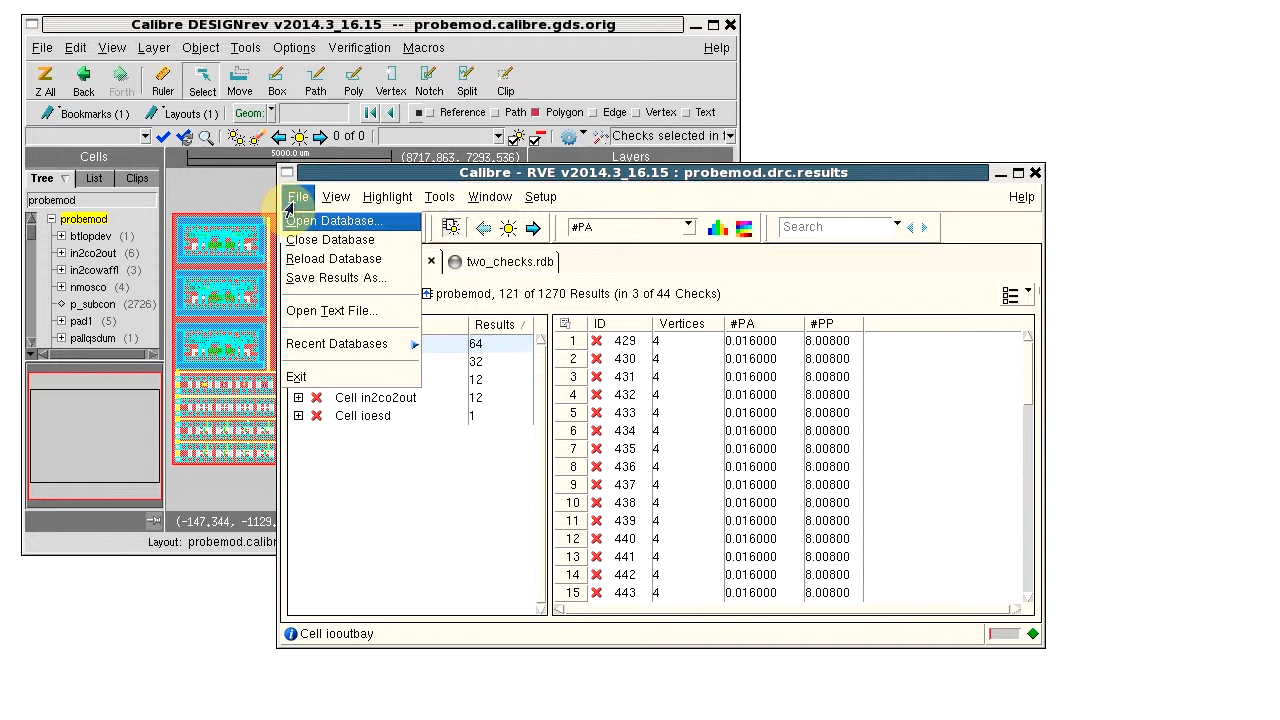 Calibre DESIGNrev v2014.3_16.15 -- probemod.calibre.gds.orig
File Edit View Layer Object Tools Options Verification Macros Help
Z All Back Forth Ruler Select Move Box Path Poly Vertex Notch Split Clip
Bookmarks (1) Layouts (1) Geom: Reference Path Polygon Edge Vertex Text
0 of 0 Checks selected in
Cells 5000.0 um (8717.863, 7293.536) Layers
Tree List Clips
probemod
probemod
btlopdev (1)
in2co2out (6)
in2cowaffl (3)
nmosco (4)
p_subcon (2726)
pad1 (5)
pallqsdum (1)
(-147.344, -1129.
Layout: probemod.calibr
Calibre - RVE v2014.3_16.15 : probemod.drc.results
File View Highlight Tools Window Setup Help
Open Database...
Close Database
Reload Database
Save Results As...
Open Text File...
Recent Databases
Exit
#PA Search
two_checks.rdb
probemod, 121 of 1270 Results (in 3 of 44 Checks)
Results
64
32
12
Cell in2co2out 12
Cell ioesd 1
ID Vertices #PA #PP
1 429 4 0.016000 8.00800
2 430 4 0.016000 8.00800
3 431 4 0.016000 8.00800
4 432 4 0.016000 8.00800
5 433 4 0.016000 8.00800
6 434 4 0.016000 8.00800
7 435 4 0.016000 8.00800
8 436 4 0.016000 8.00800
9 437 4 0.016000 8.00800
10 438 4 0.016000 8.00800
11 439 4 0.016000 8.00800
12 440 4 0.016000 8.00800
13 441 4 0.016000 8.00800
14 442 4 0.016000 8.00800
15 443 4 0.016000 8.00800
Cell iooutbay